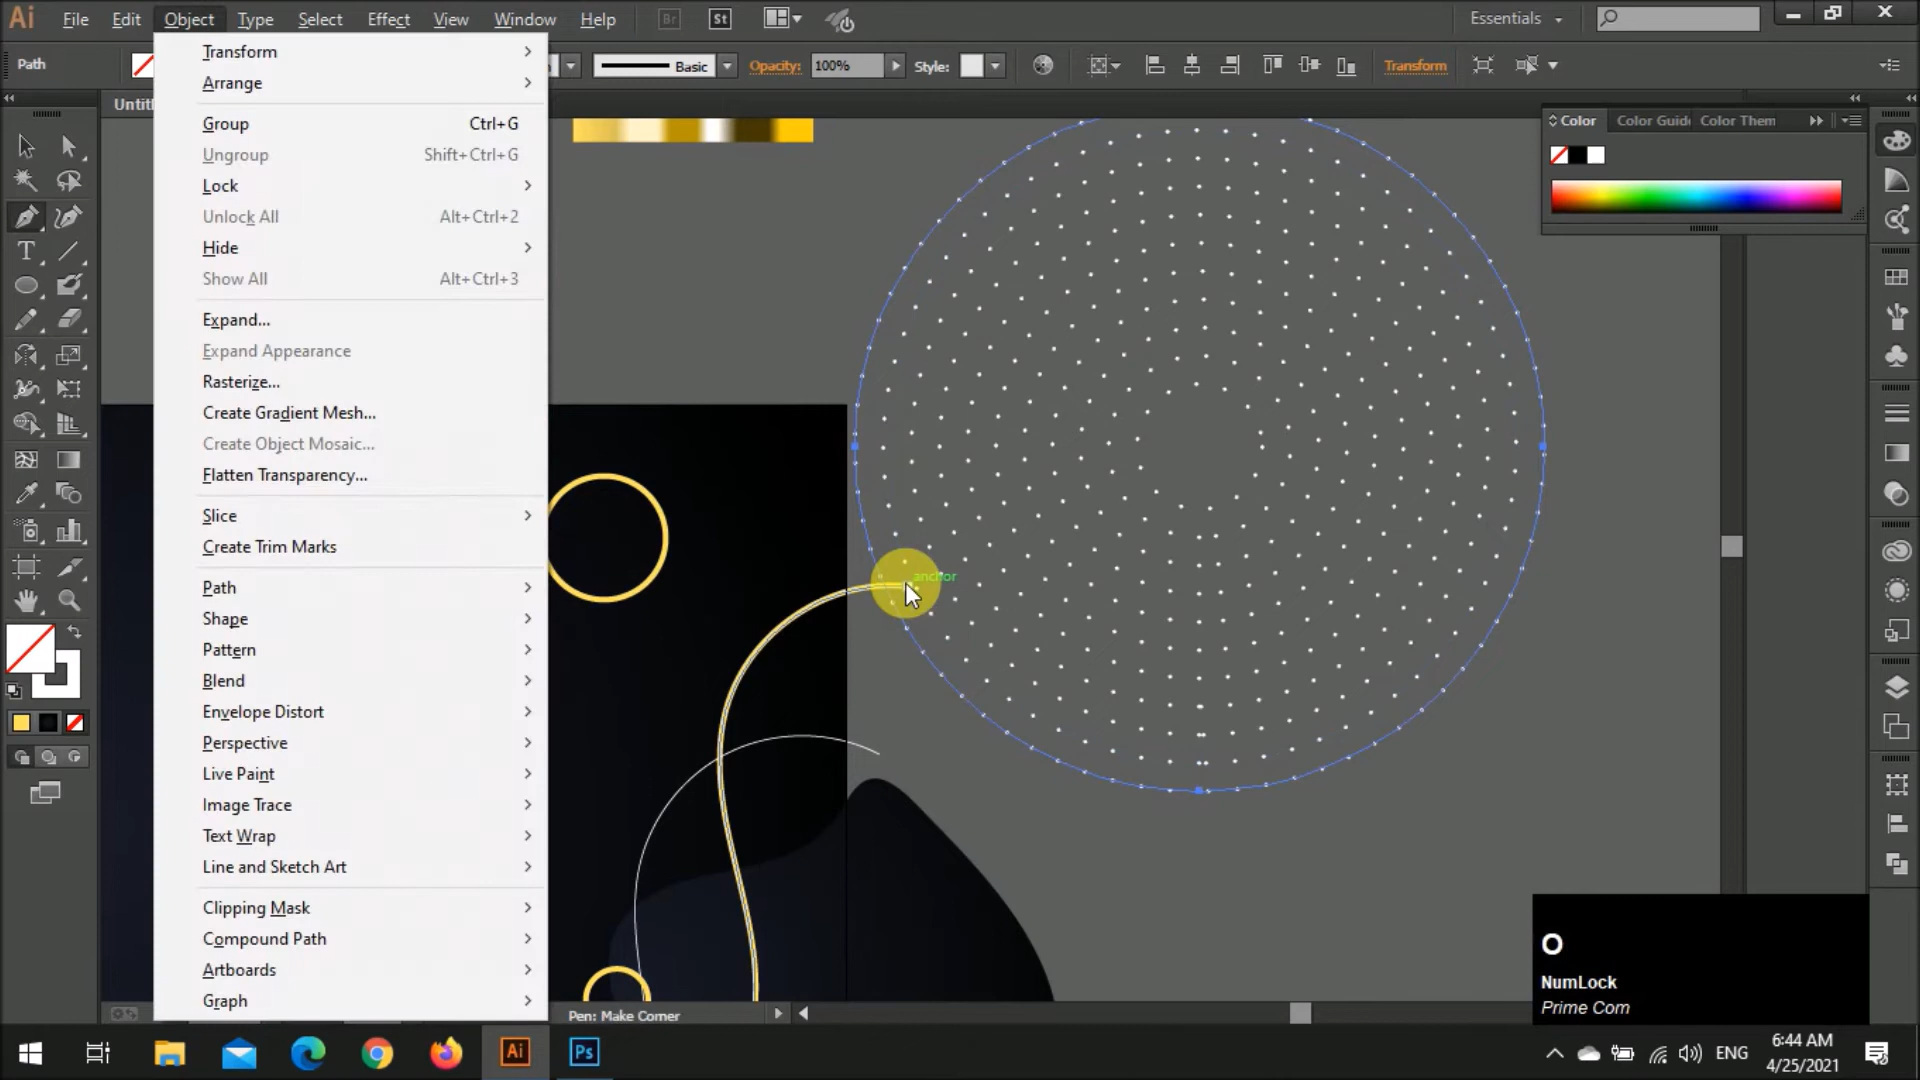 Ai File Edit Object Type Select Effect View Window Help Br St Essentials
Path Basic Opacity: 100% Style: Transform
Untit
Color Color Guide Color Them
Transform
Arrange
Group Ctrl+G
Ungroup Shift+Ctrl+G
Lock
Unlock All Alt+Ctrl+2
Hide
Show All Alt+Ctrl+3
Expand...
Expand Appearance
Rasterize...
Create Gradient Mesh...
Create Object Mosaic...
Flatten Transparency...
Slice
Create Trim Marks
Path
Shape
Pattern
Blend
Envelope Distort
Perspective
Live Paint
Image Trace
Text Wrap
Line and Sketch Art
Clipping Mask
Compound Path
Artboards
Graph
anchor
O
NumLock
Prime Com
Pen: Make Corner
Ai Ps ENG 6:44 AM
4/25/2021